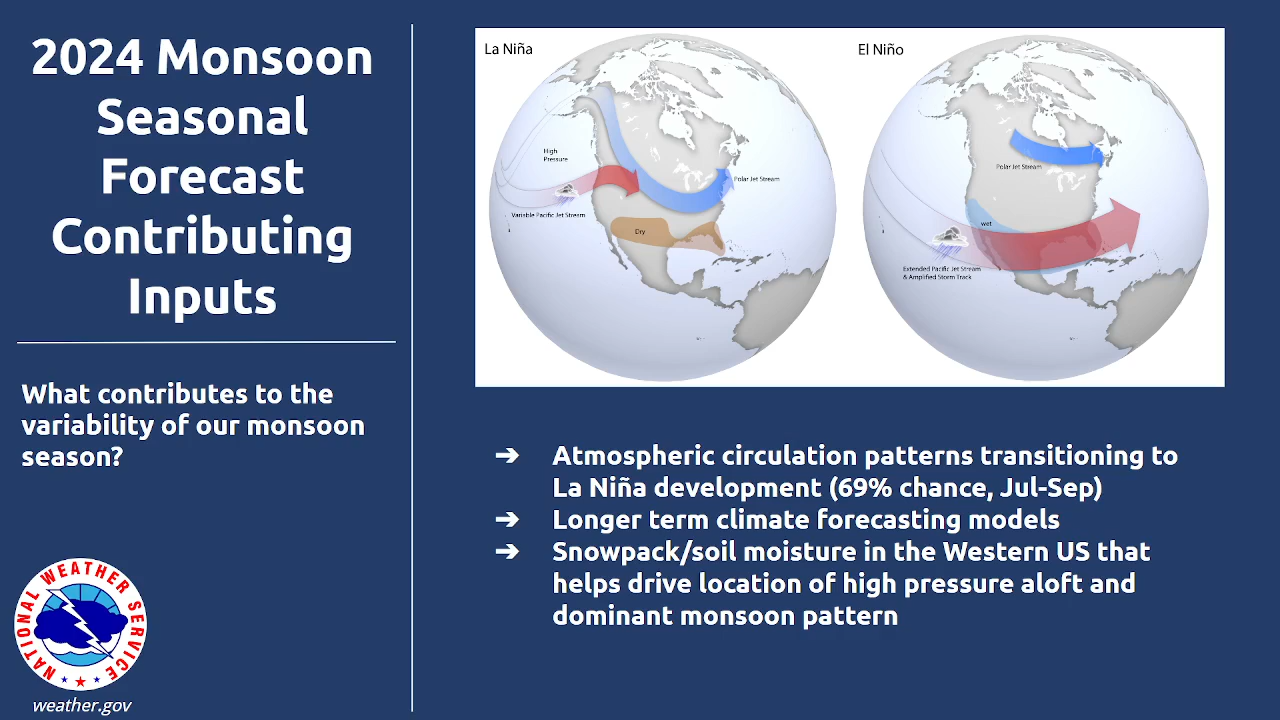 2024 Monsoon
Seasonal
Forecast
Contributing
Inputs
What contributes to the
variability of our monsoon
season?
NATIONAL WEATHER SERVICE
weather.gov
La Niña
High
Pressure
Variable Pacific Jet Stream
Polar Jet Stream
Dry
El Niño
Polar Jet Stream
wet
Extended Pacific Jet Stream
& Amplified Storm Track
➔ Atmospheric circulation patterns transitioning to
La Niña development (69% chance, Jul-Sep)
➔ Longer term climate forecasting models
➔ Snowpack/soil moisture in the Western US that
helps drive location of high pressure aloft and
dominant monsoon pattern